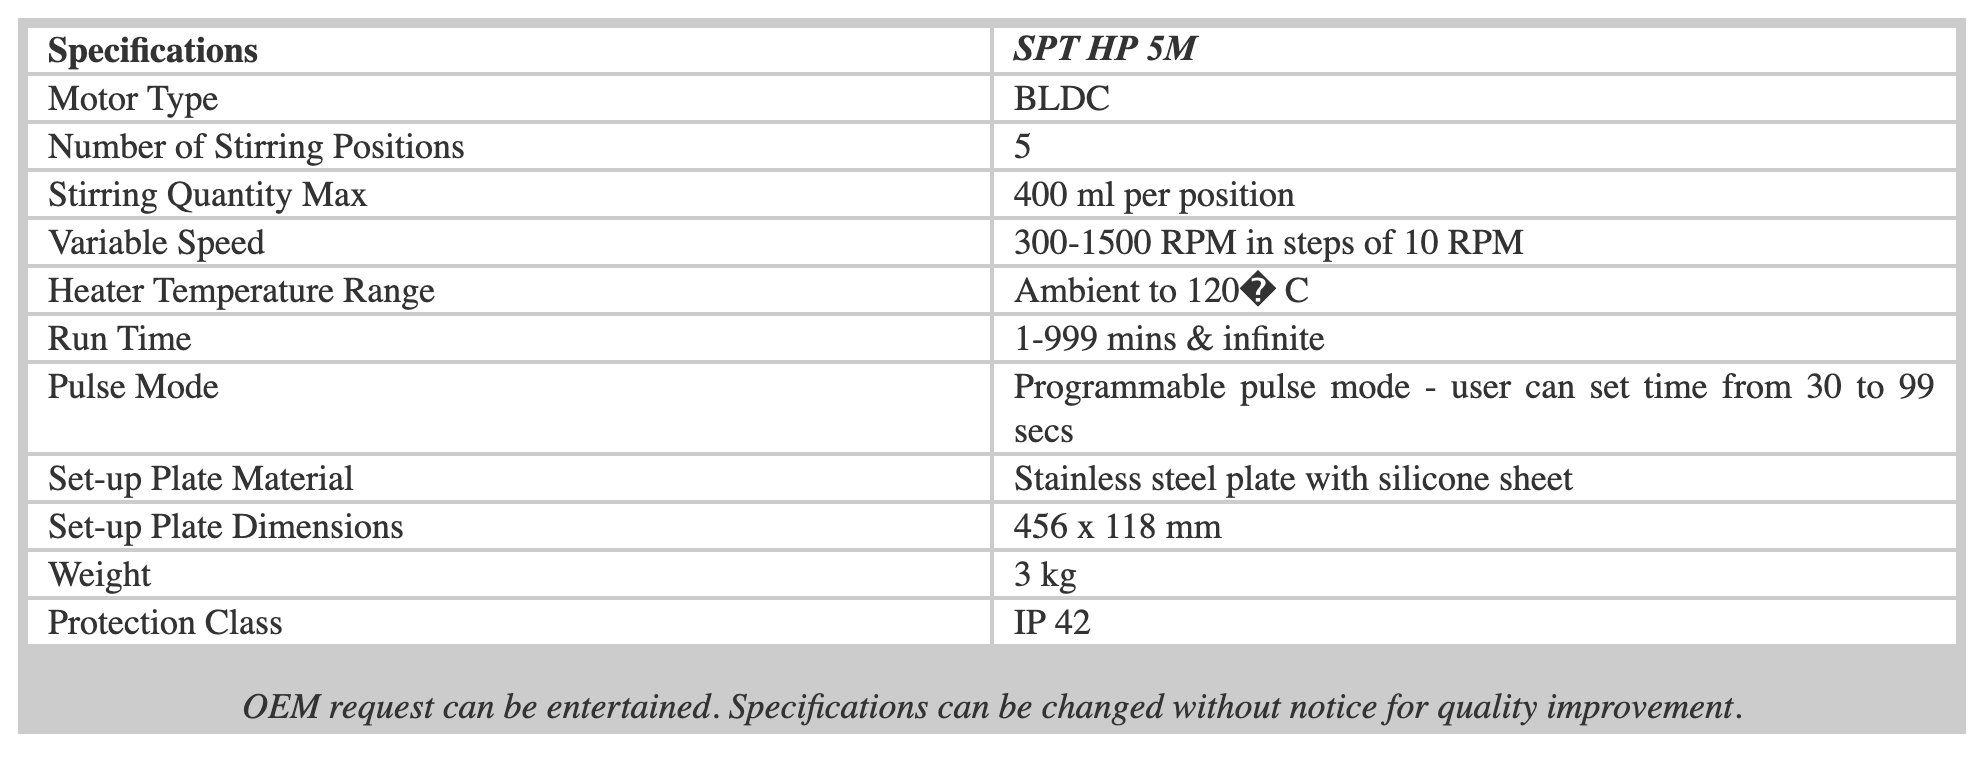 Specifications SPT HP 5M
Motor Type BLDC
Number of Stirring Positions 5
Stirring Quantity Max 400 ml per position
Variable Speed 300-1500 RPM in steps of 10 RPM
Heater Temperature Range Ambient to 120� C
Run Time 1-999 mins & infinite
Pulse Mode Programmable pulse mode - user can set time from 30 to 99
secs
Set-up Plate Material Stainless steel plate with silicone sheet
Set-up Plate Dimensions 456 x 118 mm
Weight 3 kg
Protection Class IP 42
OEM request can be entertained. Specifications can be changed without notice for quality improvement.